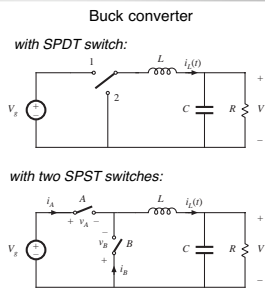 Buck converter
with SPDT switch:
1
L
i_L(t)
+
2
V_g
+
–
C
R
V
–
with two SPST switches:
i_A
A
L
i_L(t)
+
+ v_A –
–
v_B
B
+
i_B
V_g
+
–
C
R
V
–